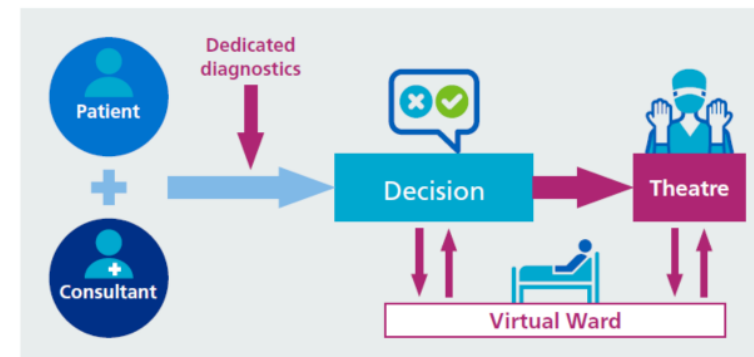 Dedicated
diagnostics
Patient
Consultant
Decision
Theatre
Virtual Ward